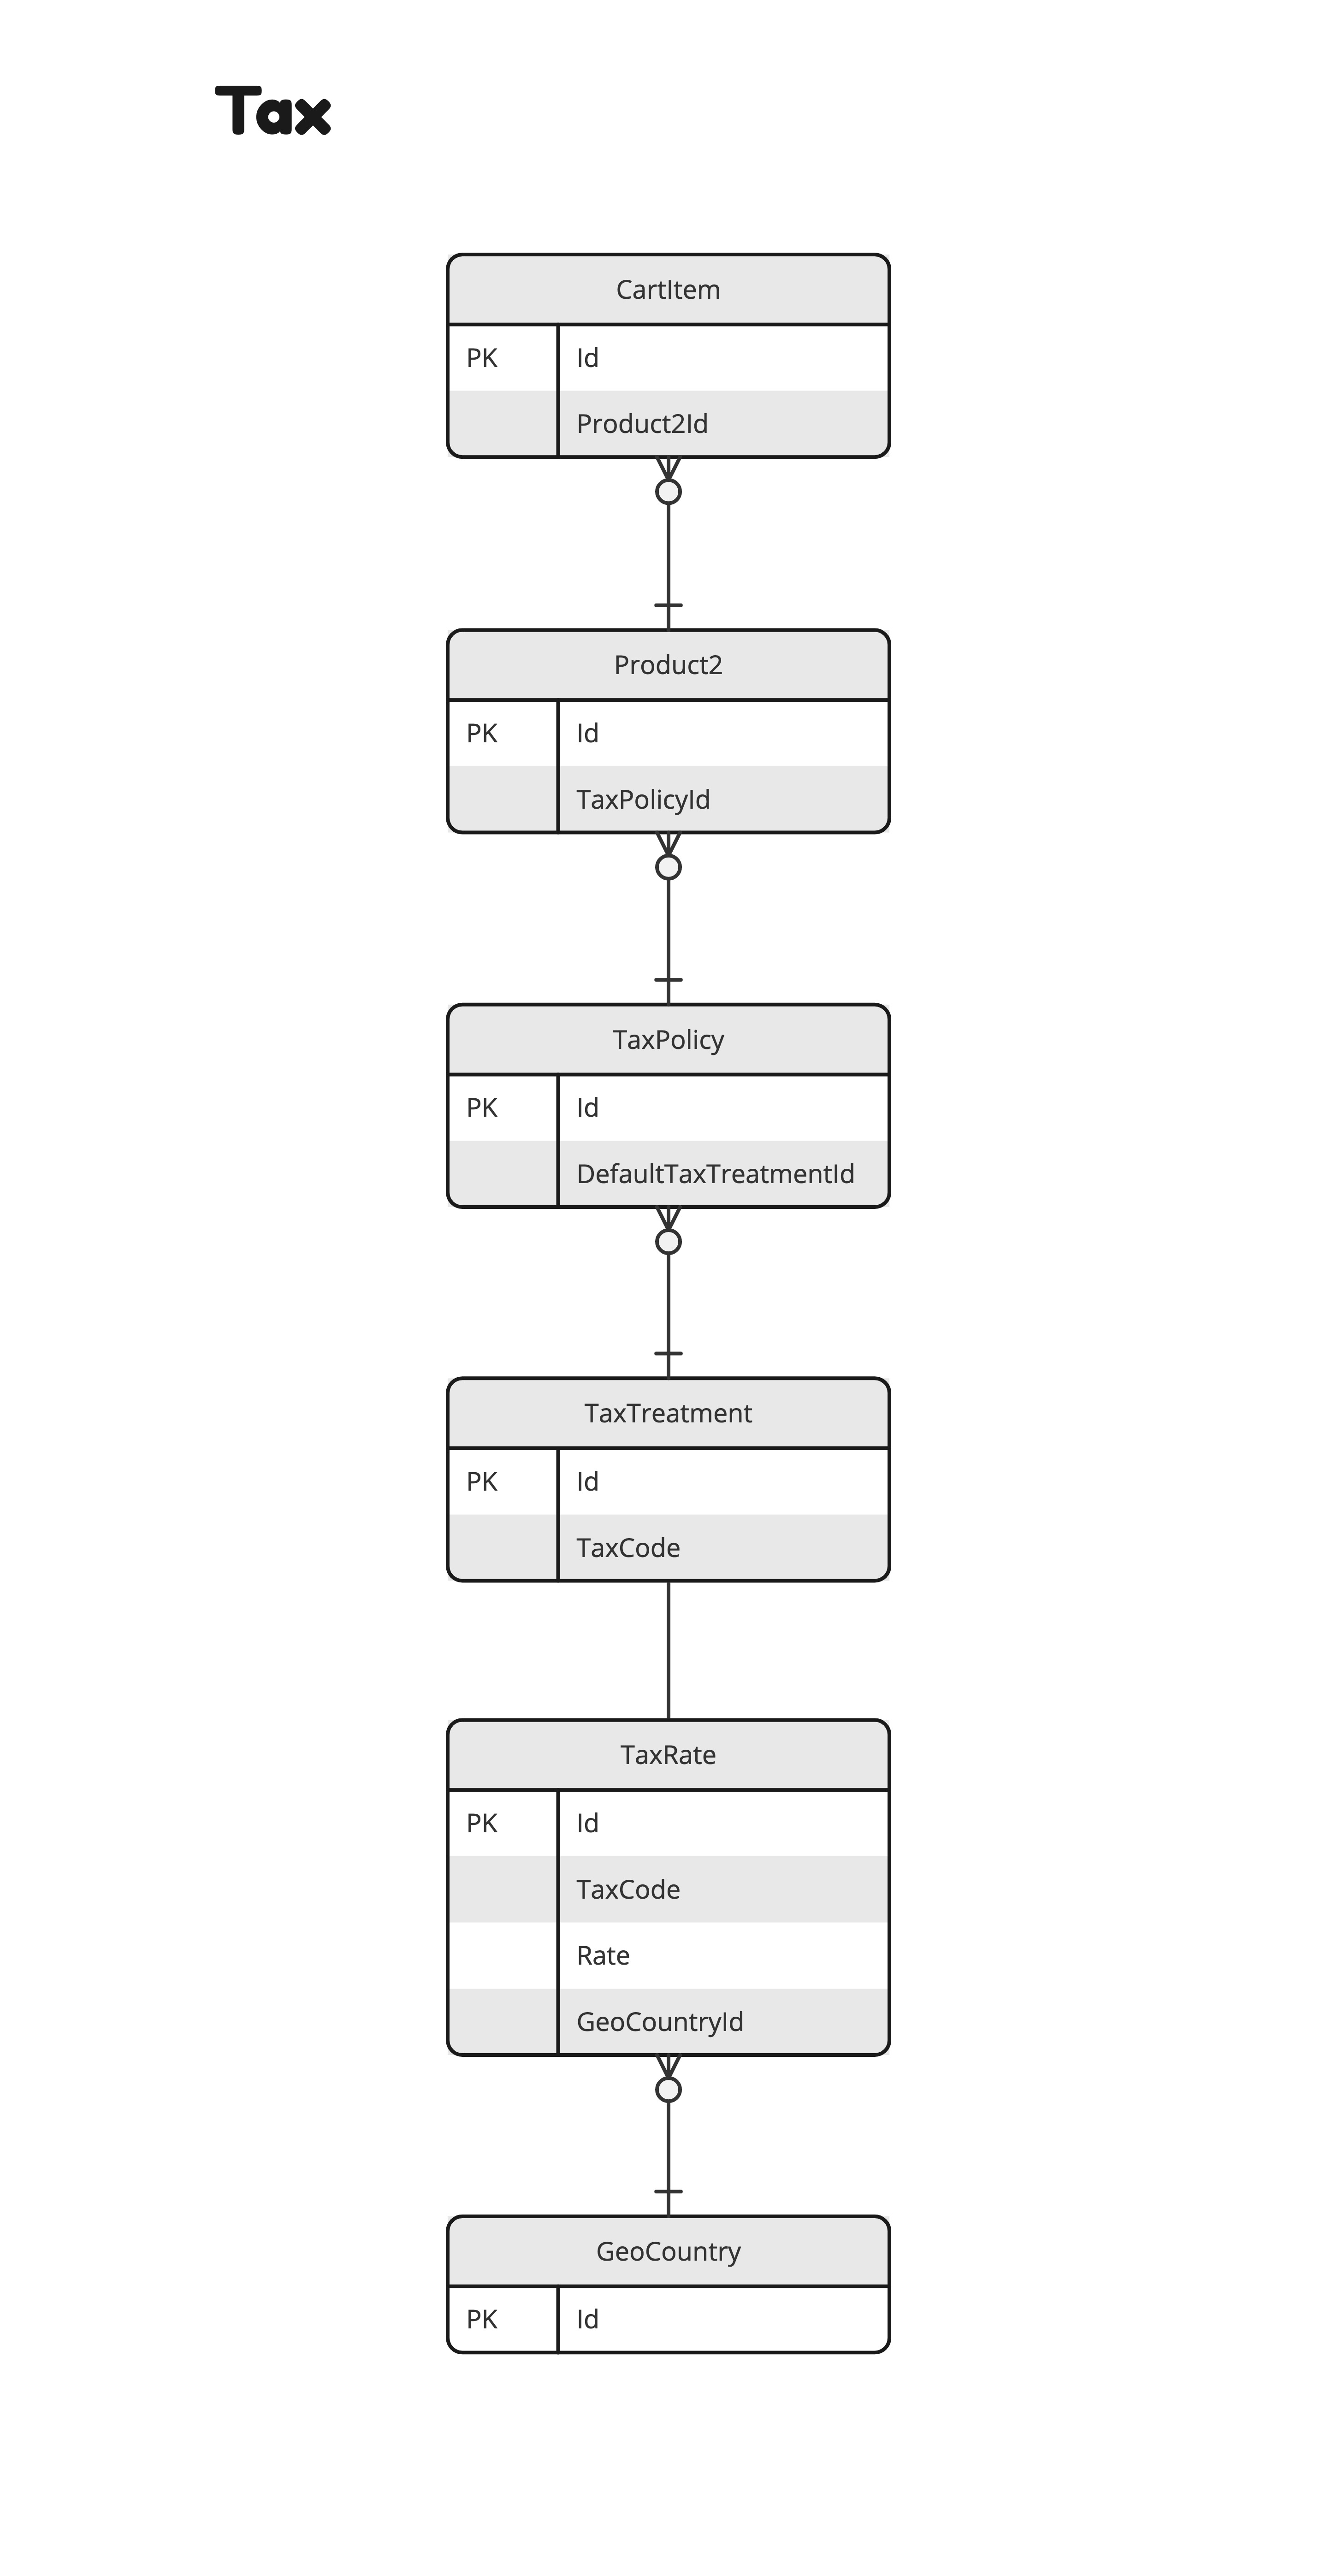 Tax
CartItem
PK Id
Product2Id
Product2
PK Id
TaxPolicyId
TaxPolicy
PK Id
DefaultTaxTreatmentId
TaxTreatment
PK Id
TaxCode
TaxRate
PK Id
TaxCode
Rate
GeoCountryId
GeoCountry
PK Id